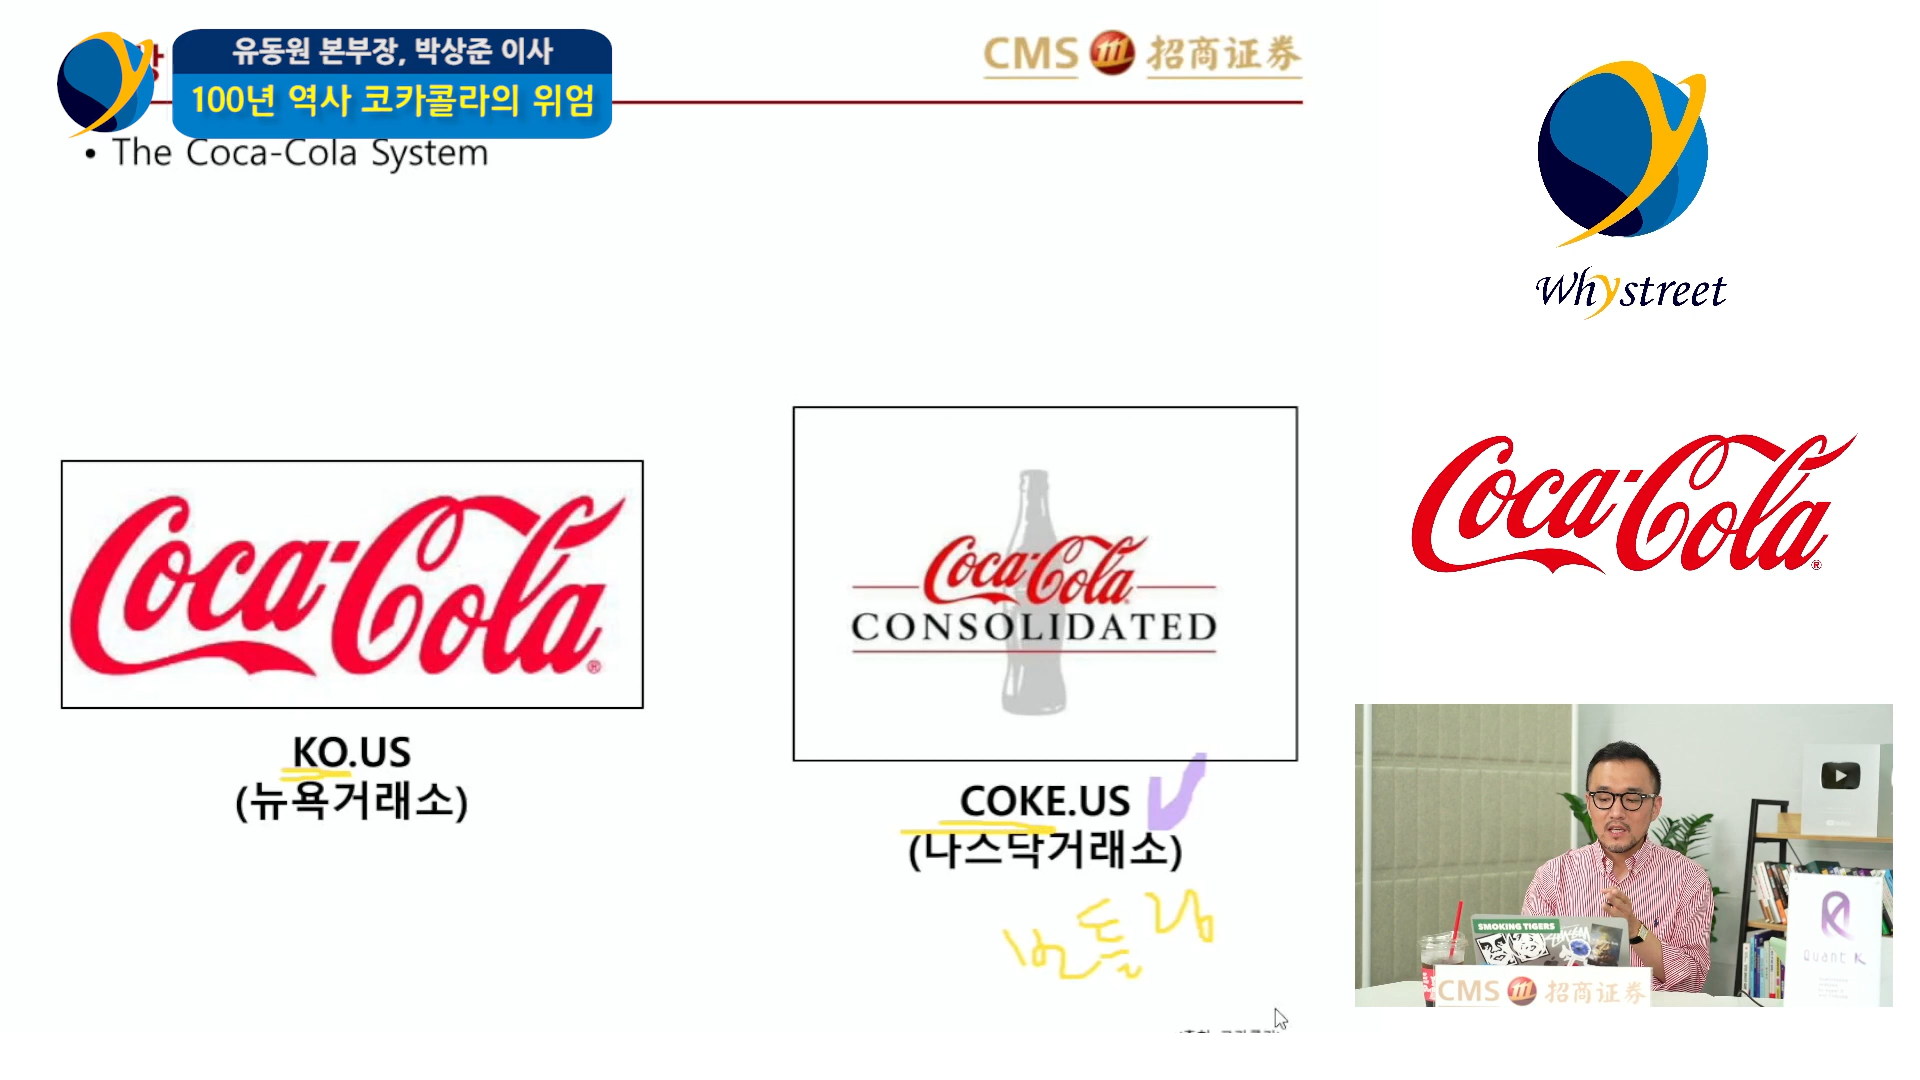 유동원 본부장, 박상준 이사
100년 역사 코카콜라의 위엄
CMS 招商证券
• The Coca-Cola System
Whystreet
Coca-Cola
KO.US
(뉴욕거래소)
Coca-Cola
CONSOLIDATED
COKE.US
(나스닥거래소)
Coca-Cola
SMOKING TIGERS
CMS 招商证券
Quant K